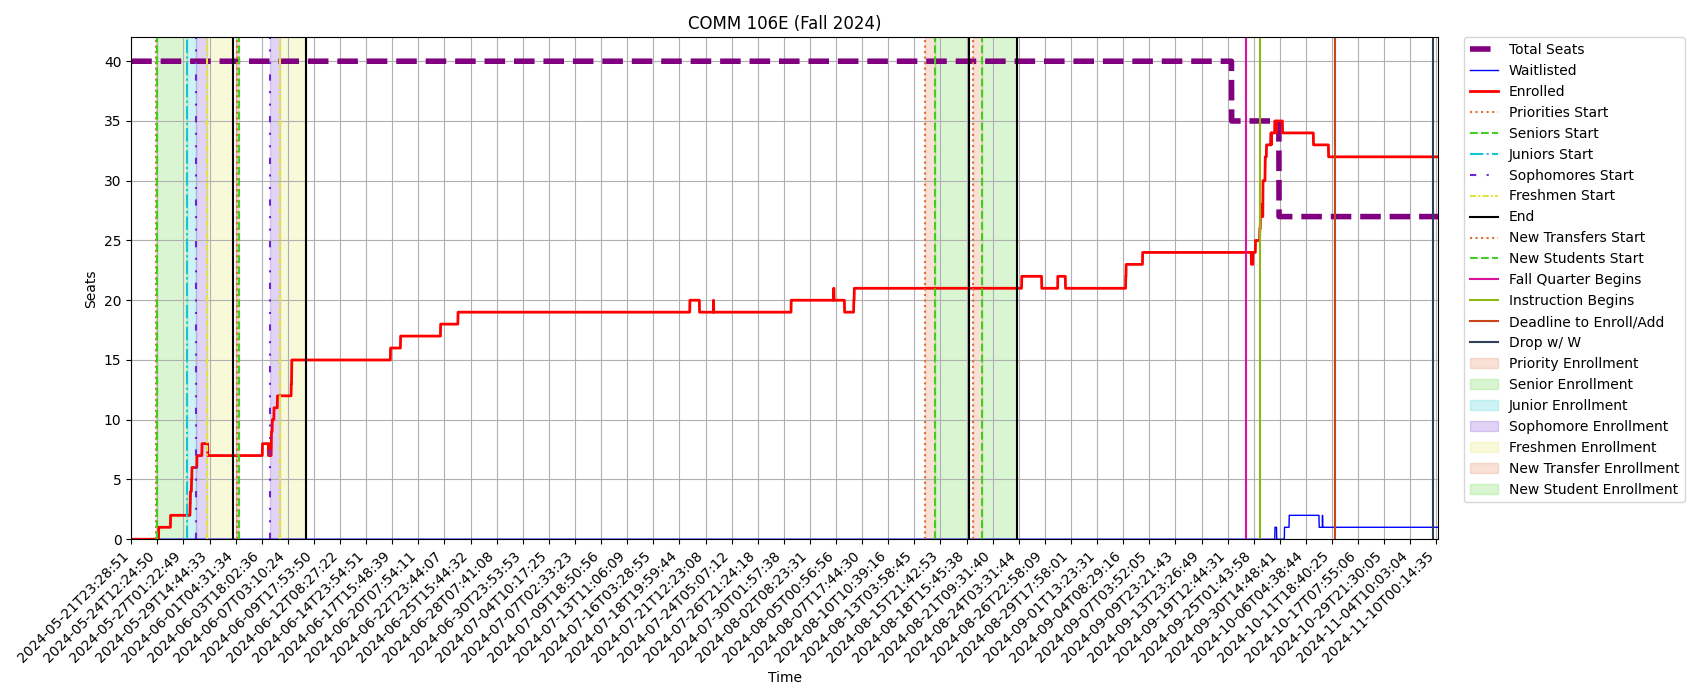 COMM 106E (Fall 2024)
Seats
40
35
30
25
20
15
10
5
0
2024-05-21T23:28:51
2024-05-24T12:24:50
2024-05-27T01:22:49
2024-05-29T14:44:33
2024-06-01T04:31:34
2024-06-03T18:02:36
2024-06-07T03:10:24
2024-06-09T17:53:50
2024-06-12T08:27:22
2024-06-14T23:54:51
2024-06-17T15:48:39
2024-06-20T07:54:11
2024-06-22T23:44:07
2024-06-25T15:44:32
2024-06-28T07:41:08
2024-06-30T23:53:53
2024-07-04T10:17:25
2024-07-07T02:33:23
2024-07-09T18:50:56
2024-07-13T11:06:09
2024-07-16T03:28:55
2024-07-18T19:59:44
2024-07-21T12:23:08
2024-07-24T05:07:12
2024-07-26T21:24:18
2024-07-30T01:57:38
2024-08-02T08:23:31
2024-08-05T00:56:56
2024-08-07T17:44:30
2024-08-10T10:39:16
2024-08-13T03:58:45
2024-08-15T21:42:53
2024-08-18T15:45:38
2024-08-21T09:31:40
2024-08-24T03:31:44
2024-08-26T22:58:09
2024-08-29T17:58:01
2024-09-01T13:23:31
2024-09-04T08:29:16
2024-09-07T03:52:05
2024-09-09T23:21:43
2024-09-13T23:26:49
2024-09-19T12:44:31
2024-09-25T01:43:58
2024-09-30T14:48:41
2024-10-06T04:38:44
2024-10-11T18:40:25
2024-10-17T07:55:06
2024-10-29T21:30:05
2024-11-04T10:03:04
2024-11-10T00:14:35
Time
Total Seats
Waitlisted
Enrolled
Priorities Start
Seniors Start
Juniors Start
Sophomores Start
Freshmen Start
End
New Transfers Start
New Students Start
Fall Quarter Begins
Instruction Begins
Deadline to Enroll/Add
Drop w/ W
Priority Enrollment
Senior Enrollment
Junior Enrollment
Sophomore Enrollment
Freshmen Enrollment
New Transfer Enrollment
New Student Enrollment